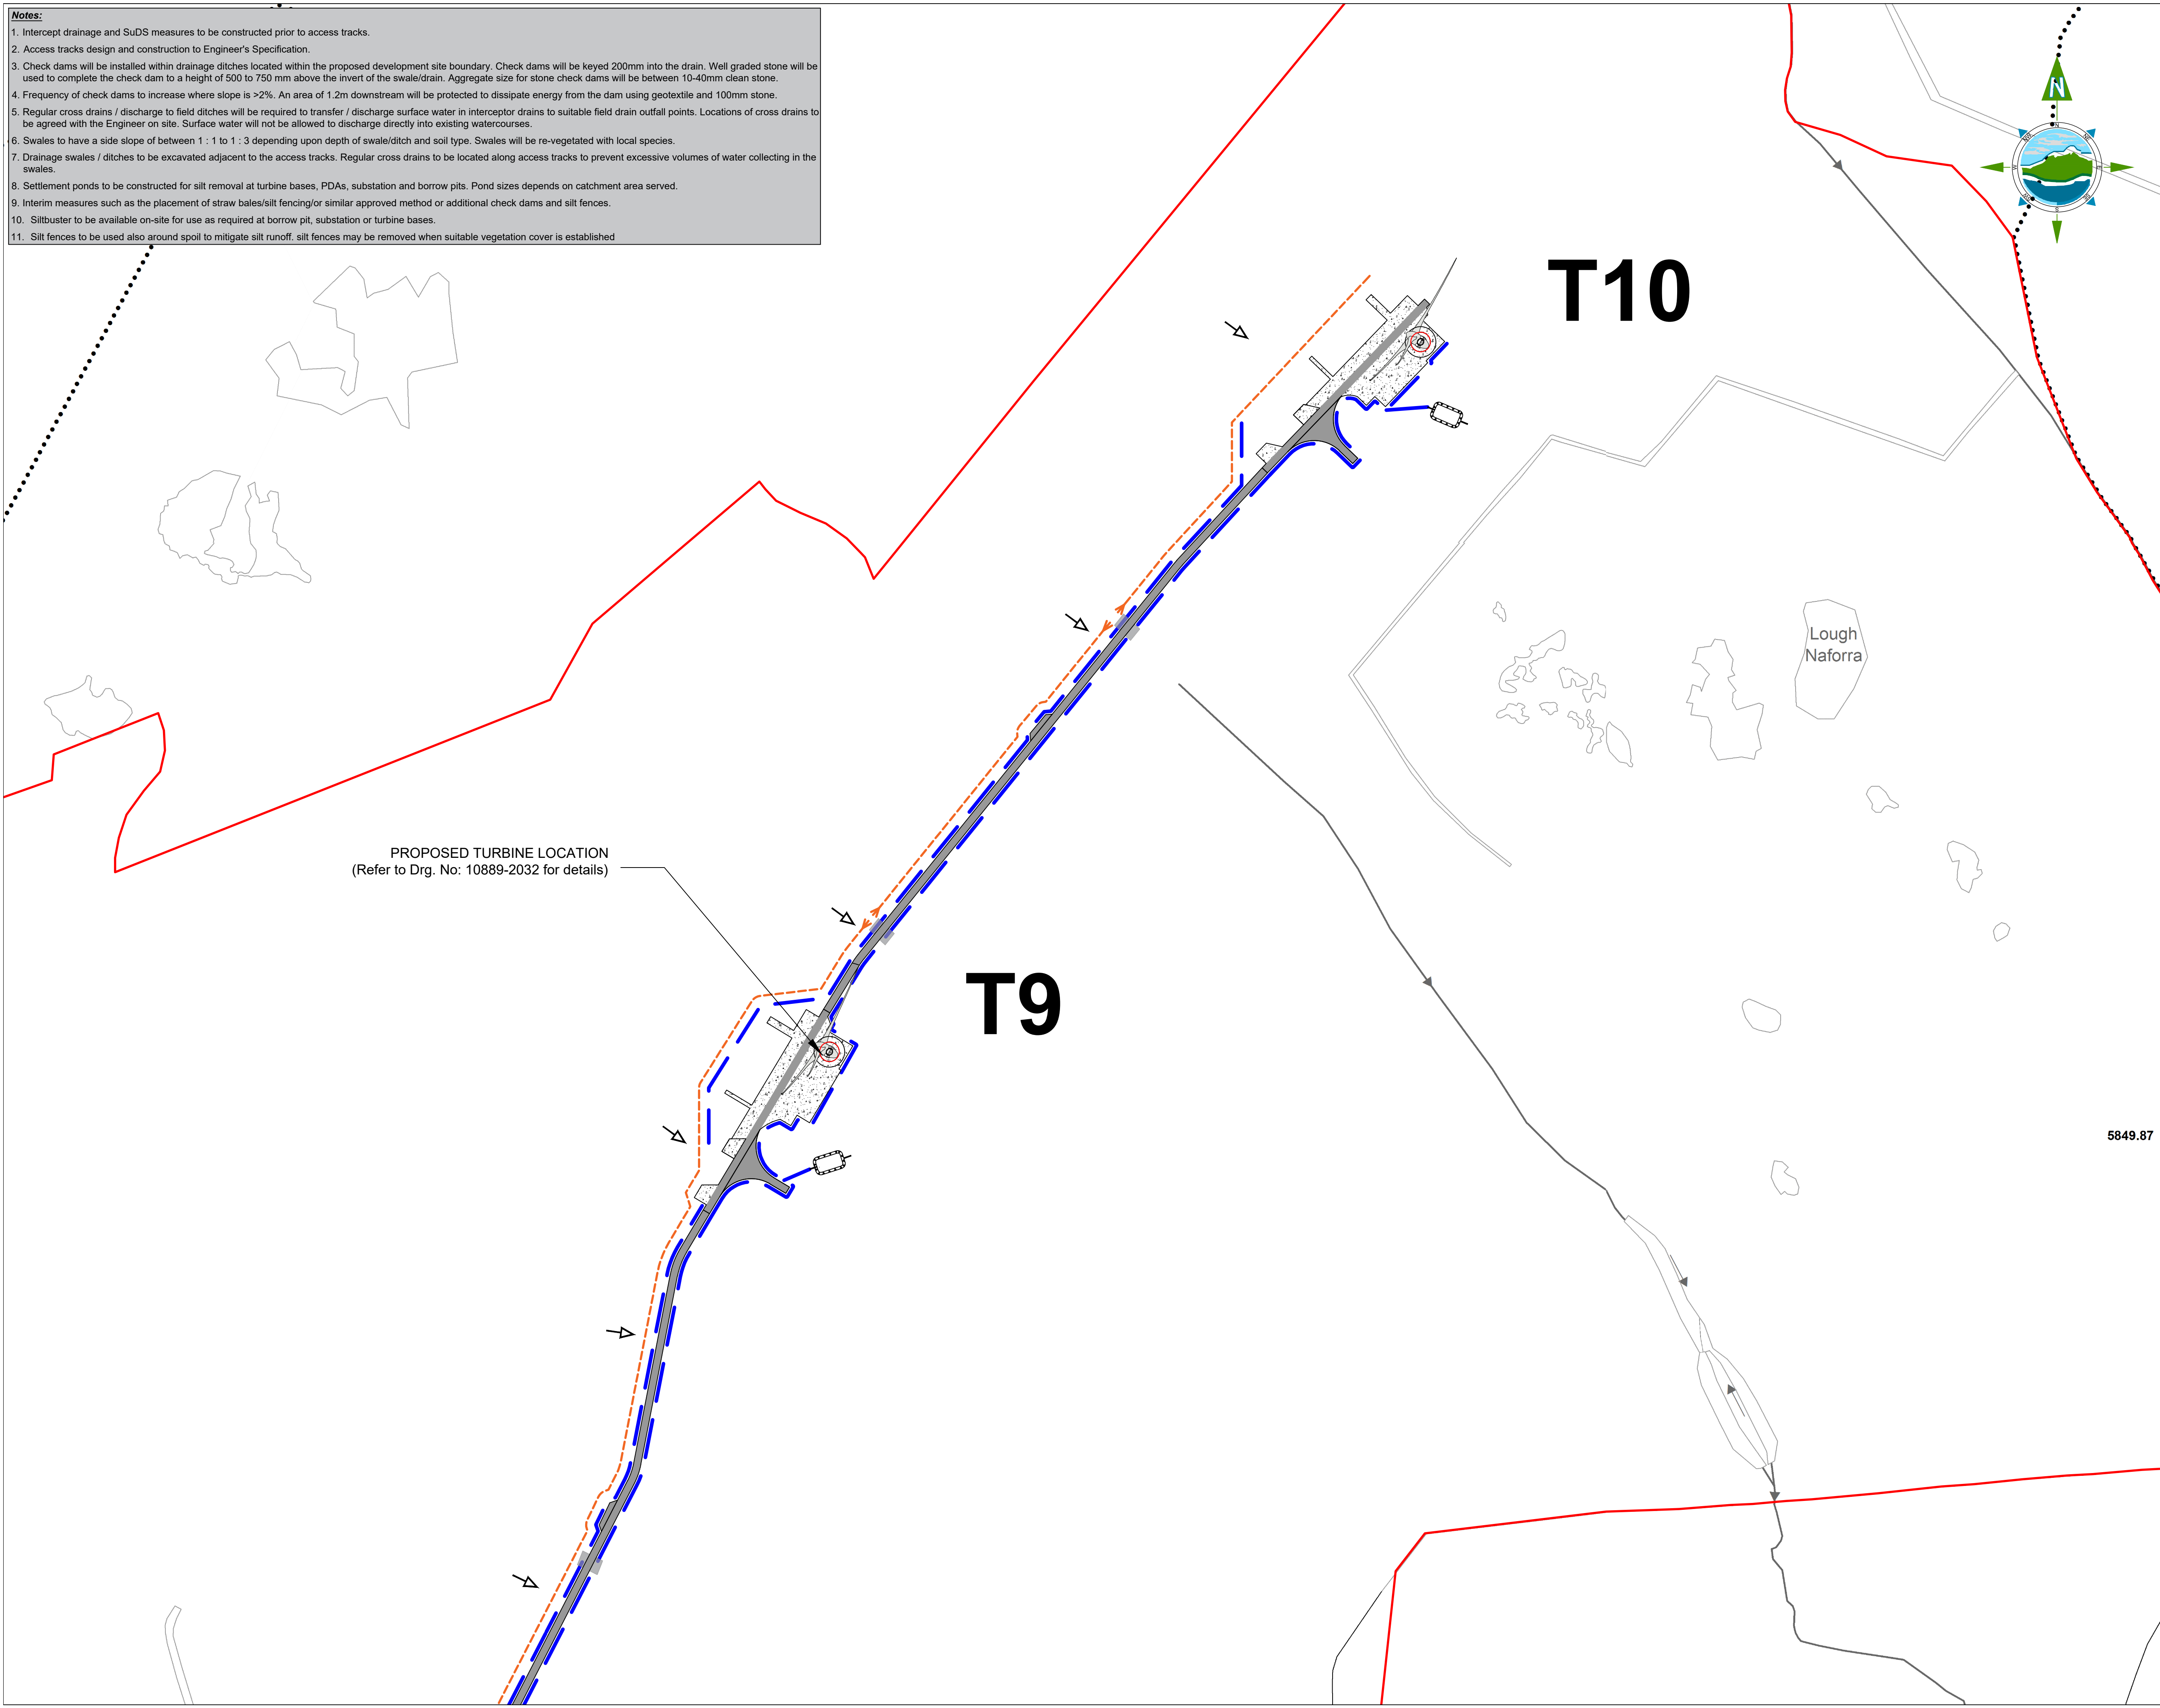 Notes:
1. Intercept drainage and SuDS measures to be constructed prior to access tracks.
2. Access tracks design and construction to Engineer's Specification.
3. Check dams will be installed within drainage ditches located within the proposed development site boundary. Check dams will be keyed 200mm into the drain. Well graded stone will be
used to complete the check dam to a height of 500 to 750 mm above the invert of the swale/drain. Aggregate size for stone check dams will be between 10-40mm clean stone.
4. Frequency of check dams to increase where slope is >2%. An area of 1.2m downstream will be protected to dissipate energy from the dam using geotextile and 100mm stone.
5. Regular cross drains / discharge to field ditches will be required to transfer / discharge surface water in interceptor drains to suitable field drain outfall points. Locations of cross drains to
be agreed with the Engineer on site. Surface water will not be allowed to discharge directly into existing watercourses.
6. Swales to have a side slope of between 1 : 1 to 1 : 3 depending upon depth of swale/ditch and soil type. Swales will be re-vegetated with local species.
7. Drainage swales / ditches to be excavated adjacent to the access tracks. Regular cross drains to be located along access tracks to prevent excessive volumes of water collecting in the
swales.
8. Settlement ponds to be constructed for silt removal at turbine bases, PDAs, substation and borrow pits. Pond sizes depends on catchment area served.
9. Interim measures such as the placement of straw bales/silt fencing/or similar approved method or additional check dams and silt fences.
10. Siltbuster to be available on-site for use as required at borrow pit, substation or turbine bases.
11. Silt fences to be used also around spoil to mitigate silt runoff. silt fences may be removed when suitable vegetation cover is established
N
N
NW
NE
W
E
SW
SE
S
T10
Lough
Naforra
PROPOSED TURBINE LOCATION
(Refer to Drg. No: 10889-2032 for details)
T9
5849.87